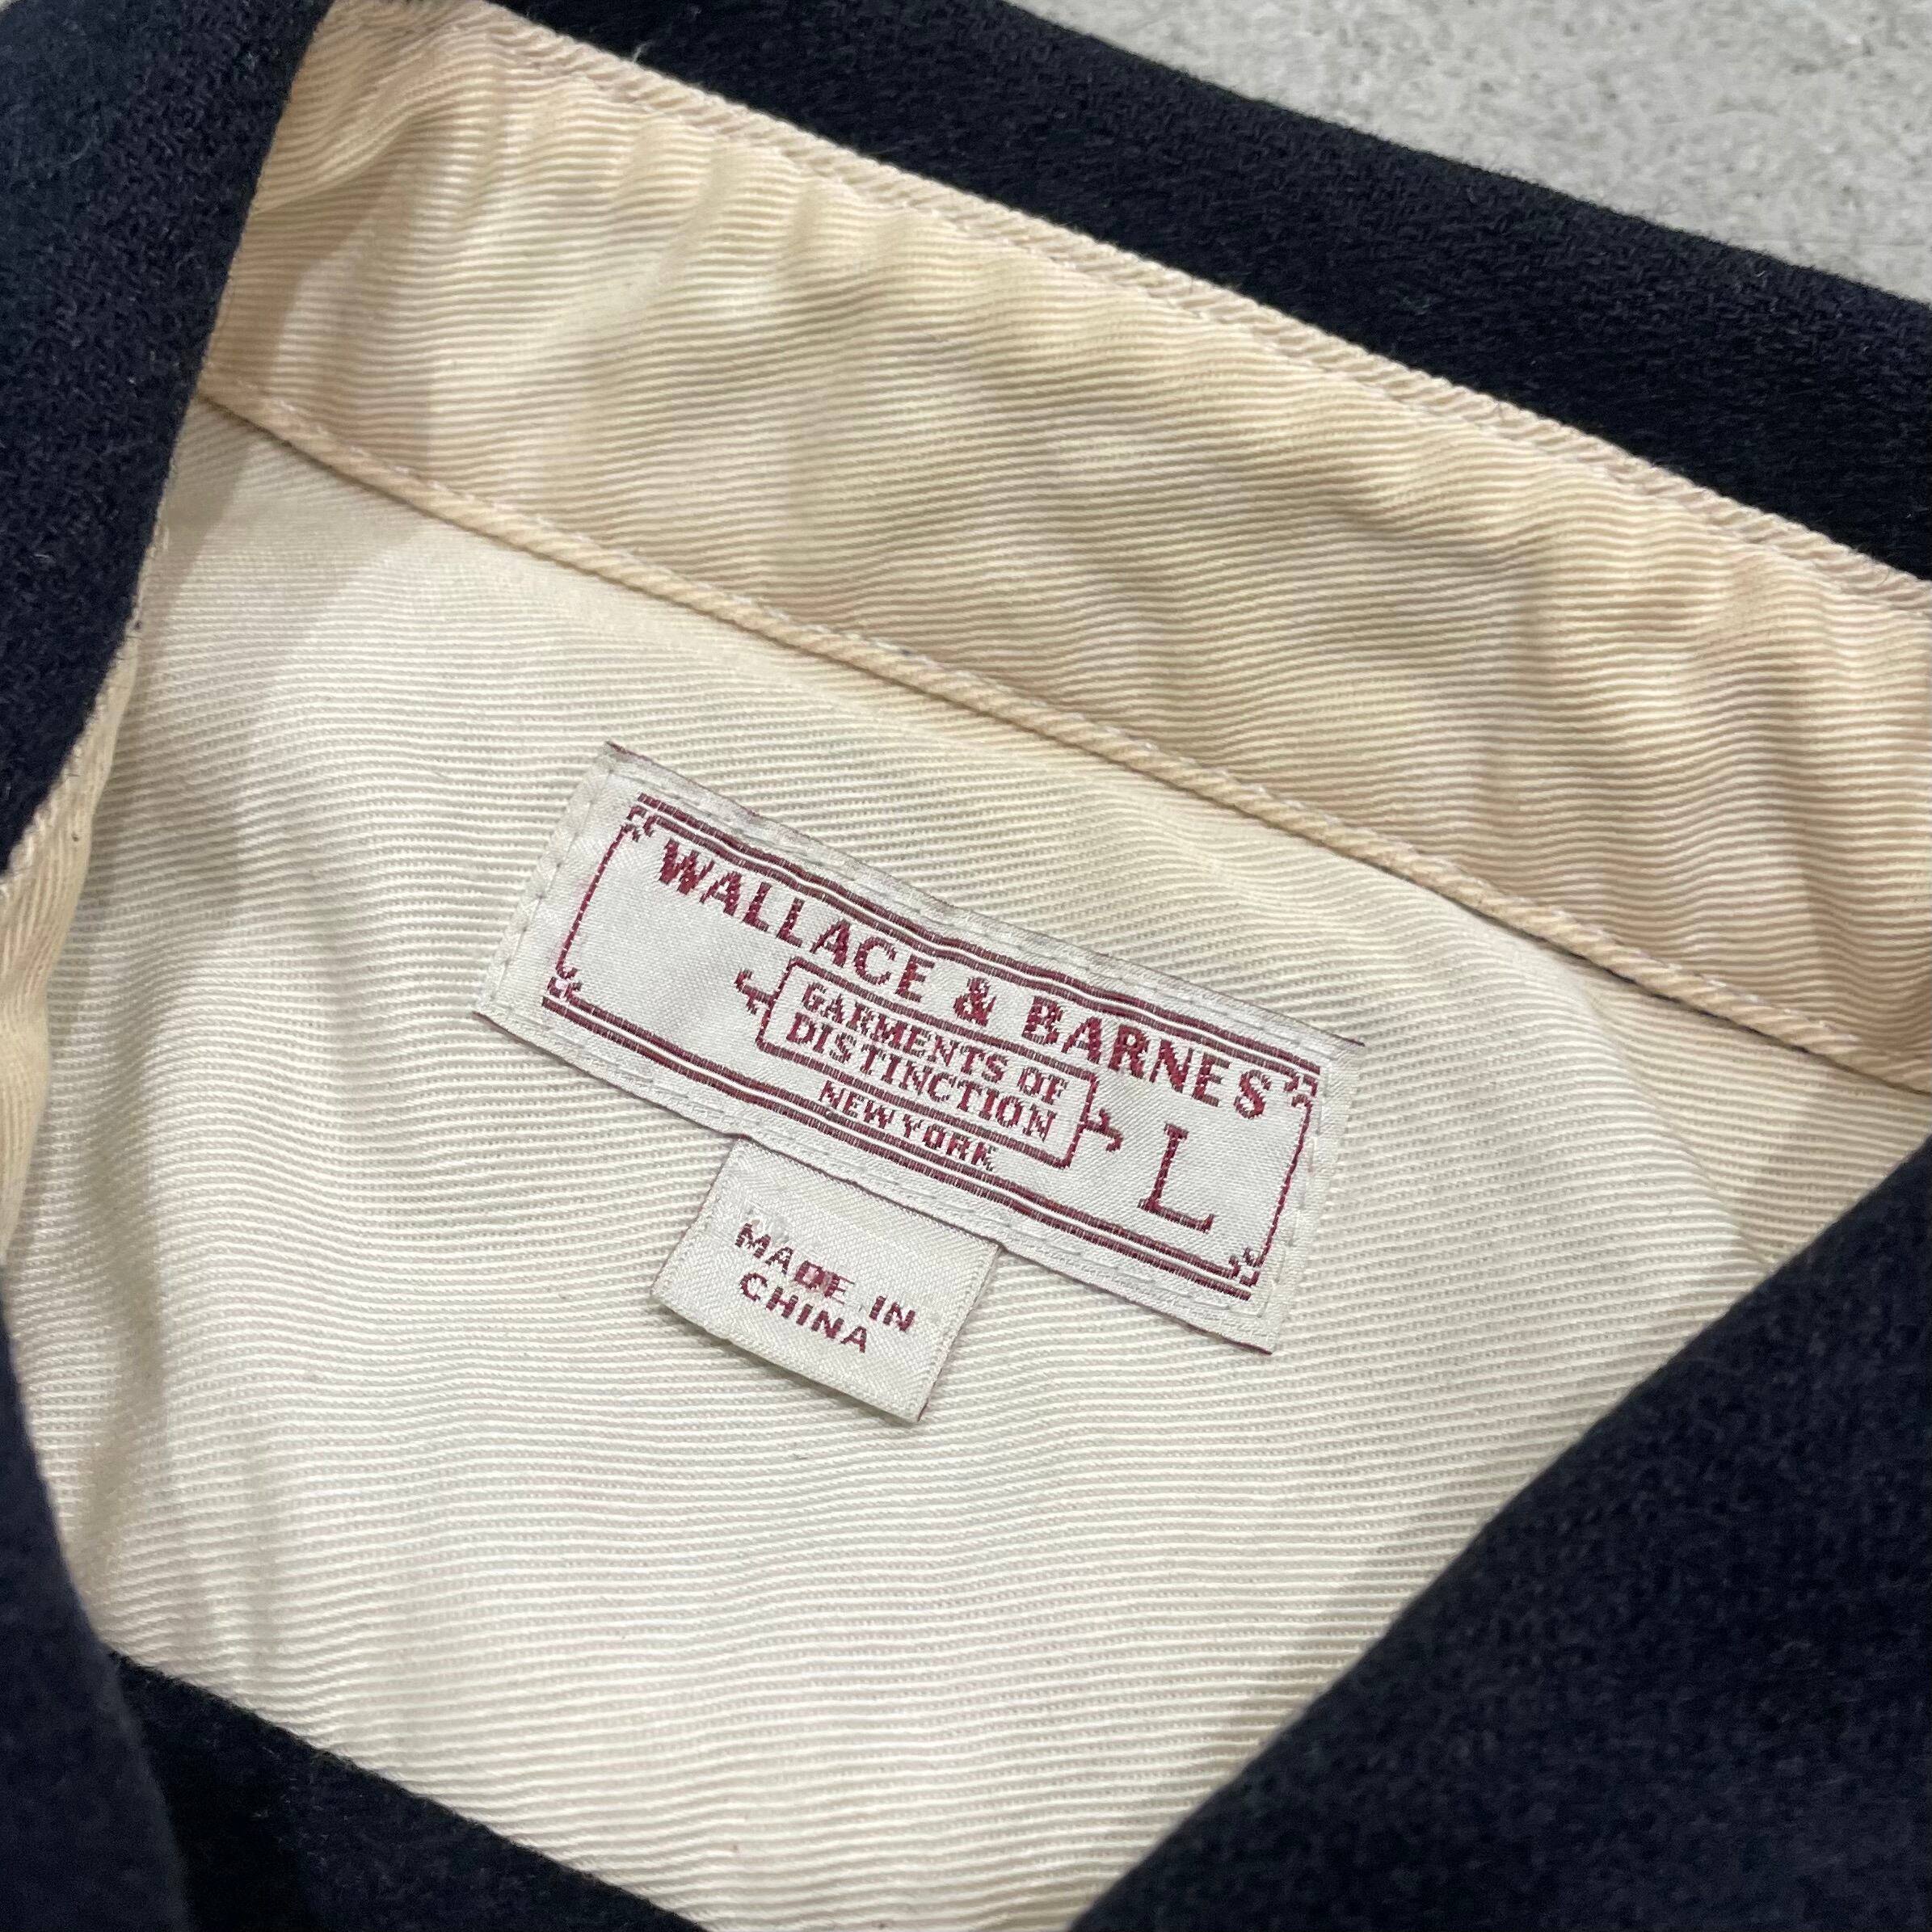 "WALLACE & BARNES"
GARMENTS OF
DISTINCTION
NEW YORK
L
MADE IN
CHINA